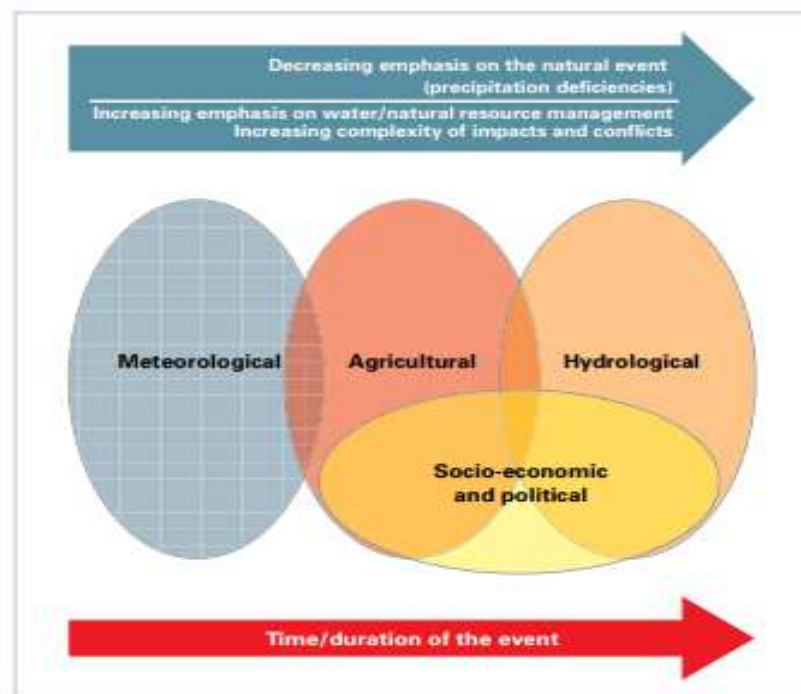 Decreasing emphasis on the natural event
(precipitation deficiencies)
Increasing emphasis on water/natural resource management
Increasing complexity of impacts and conflicts
Meteorological
Agricultural
Hydrological
Socio-economic
and political
Time/duration of the event